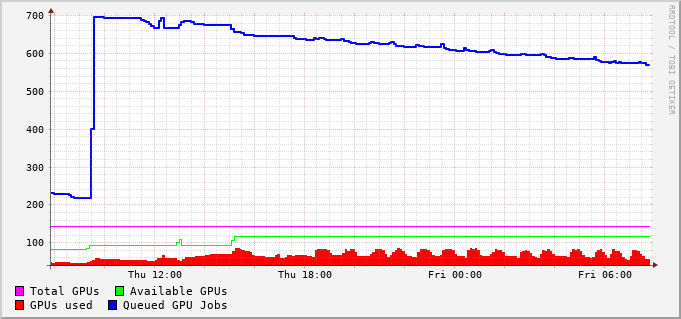 700
600
500
400
300
200
100
Thu 12:00 Thu 18:00 Fri 00:00 Fri 06:00
Total GPUs Available GPUs
GPUs used Queued GPU Jobs
RRDTOOL / TOBI OETIKER